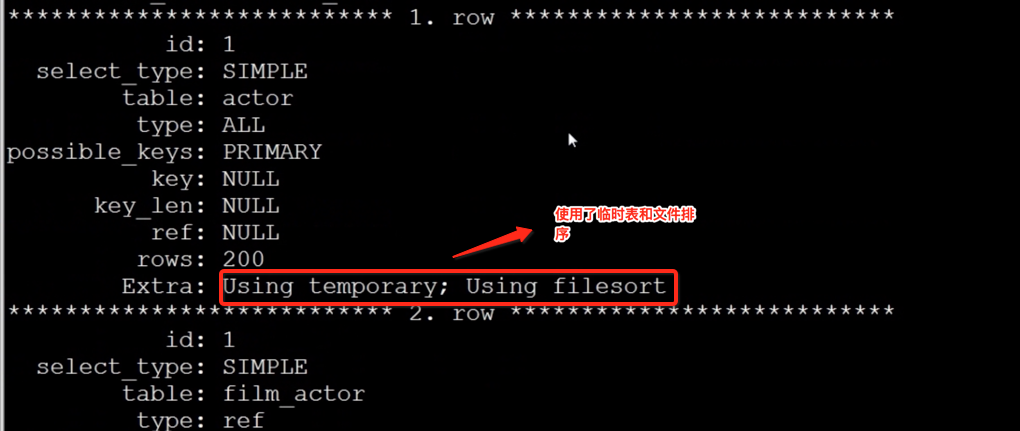 *************************** 1. row ***************************
id: 1
select_type: SIMPLE
table: actor
type: ALL
possible_keys: PRIMARY
key: NULL
key_len: NULL
ref: NULL
rows: 200
Extra: Using temporary; Using filesort
使用了临时表和文件排
序
*************************** 2. row ***************************
id: 1
select_type: SIMPLE
table: film_actor
type: ref